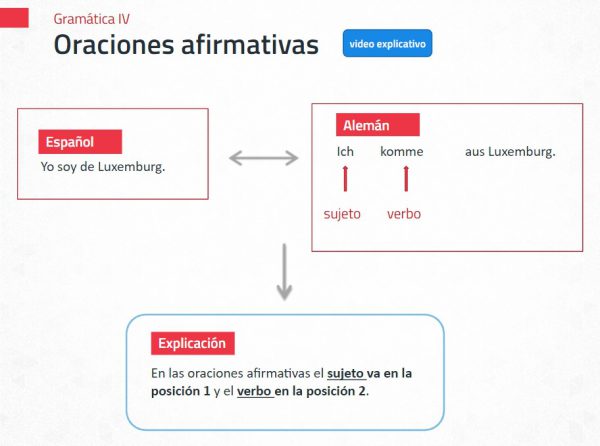 Gramática IV
Oraciones afirmativas
video explicativo
Español
Yo soy de Luxemburg.
Alemán
Ich komme aus Luxemburg.
sujeto verbo
Explicación
En las oraciones afirmativas el sujeto va en la
posición 1 y el verbo en la posición 2.